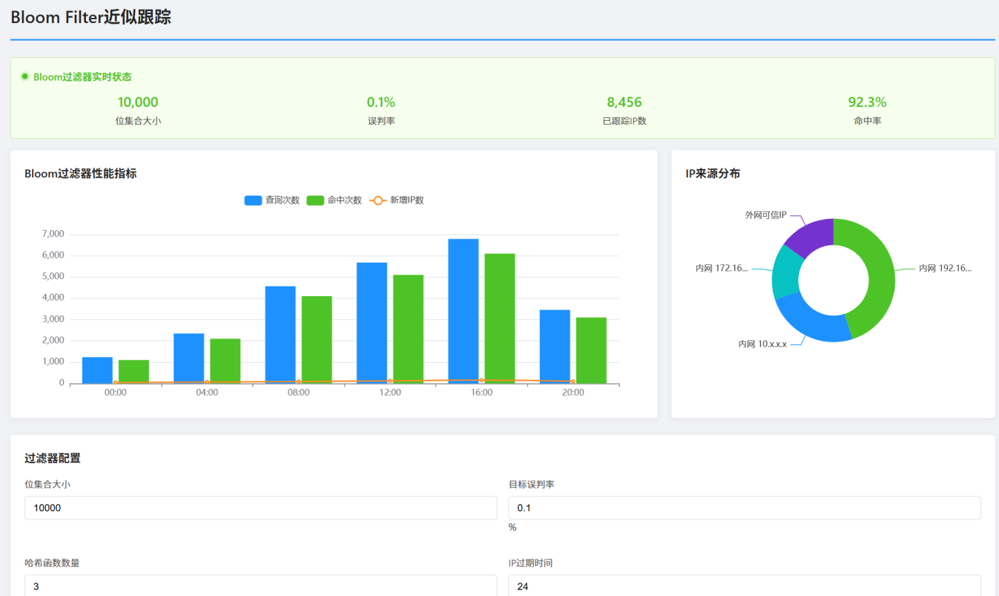 Bloom Filter近似跟踪
Bloom过滤器实时状态
10,000
位集合大小
0.1%
误判率
8,456
已跟踪IP数
92.3%
命中率
Bloom过滤器性能指标
查询次数 命中次数 新增IP数
7,000
6,000
5,000
4,000
3,000
2,000
1,000
0
00:00 04:00 08:00 12:00 16:00 20:00
IP来源分布
外网可信IP
内网 172.16...
内网 192.16...
内网 10.x.x.x
过滤器配置
位集合大小
10000
目标误判率
0.1
%
哈希函数数量
3
IP过期时间
24